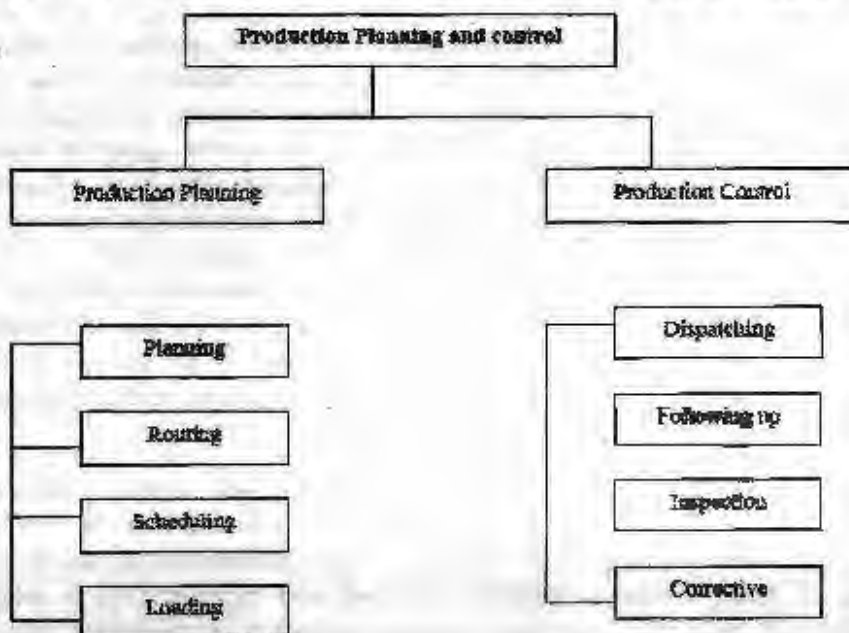 Production Planning and control
Production Planning
Production Control
Planning
Routing
Scheduling
Loading
Dispatching
Following up
Inspection
Corrective